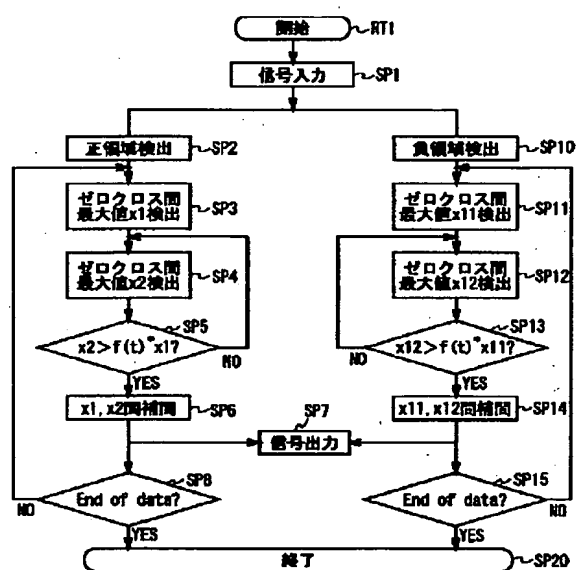 開始
RT1
信号入力
SP1
正領域検出
SP2
負領域検出
SP10
ゼロクロス間
最大値x1検出
SP3
ゼロクロス間
最大値x11検出
SP11
ゼロクロス間
最大値x2検出
SP4
ゼロクロス間
最大値x12検出
SP12
SP5
x2>f(t)*x1?
NO
YES
SP13
x12>f(t)*x11?
NO
YES
x1,x2間補間
SP6
SP7
信号出力
x11,x12間補間
SP14
SP8
End of data?
NO
YES
SP15
End of data?
NO
YES
終了
SP20